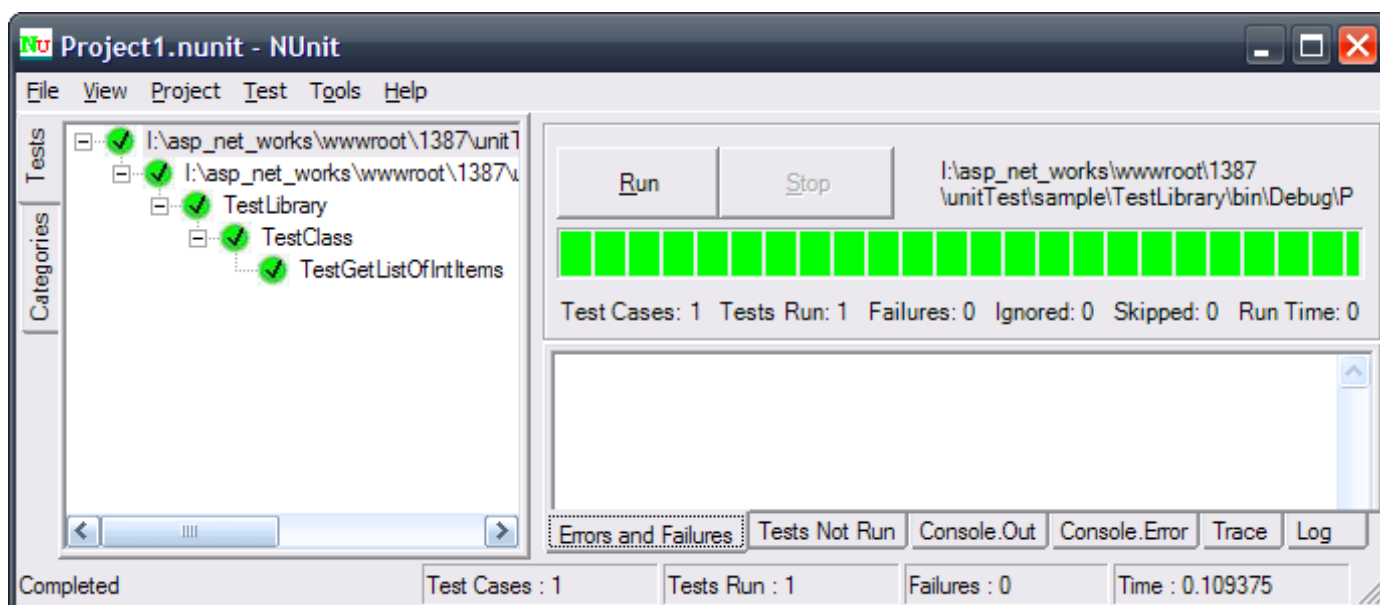 Nu Project1.nunit - NUnit
File View Project Test Tools Help
Tests
Categories
I:\asp_net_works\wwwroot\1387\unitT
I:\asp_net_works\wwwroot\1387\u
TestLibrary
TestClass
TestGetListOfIntItems
Run Stop
I:\asp_net_works\wwwroot\1387
\unitTest\sample\TestLibrary\bin\Debug\P
Test Cases: 1 Tests Run: 1 Failures: 0 Ignored: 0 Skipped: 0 Run Time: 0
Errors and Failures Tests Not Run Console.Out Console.Error Trace Log
Completed Test Cases : 1 Tests Run : 1 Failures : 0 Time : 0.109375